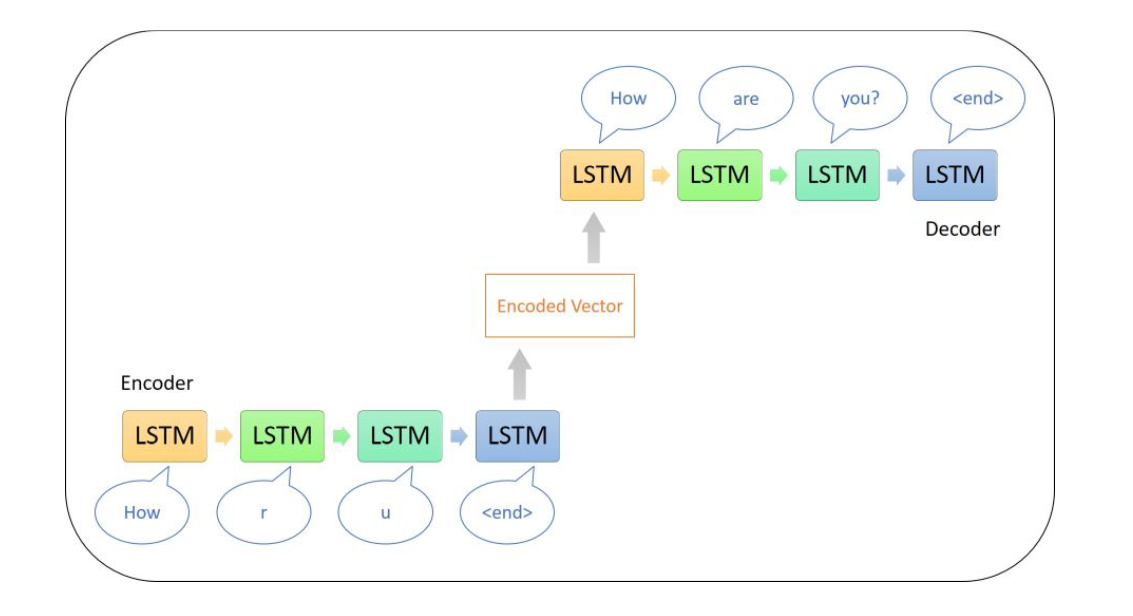 How are you? <end>
LSTM LSTM LSTM LSTM
Decoder
Encoded Vector
Encoder
LSTM LSTM LSTM LSTM
How r u <end>